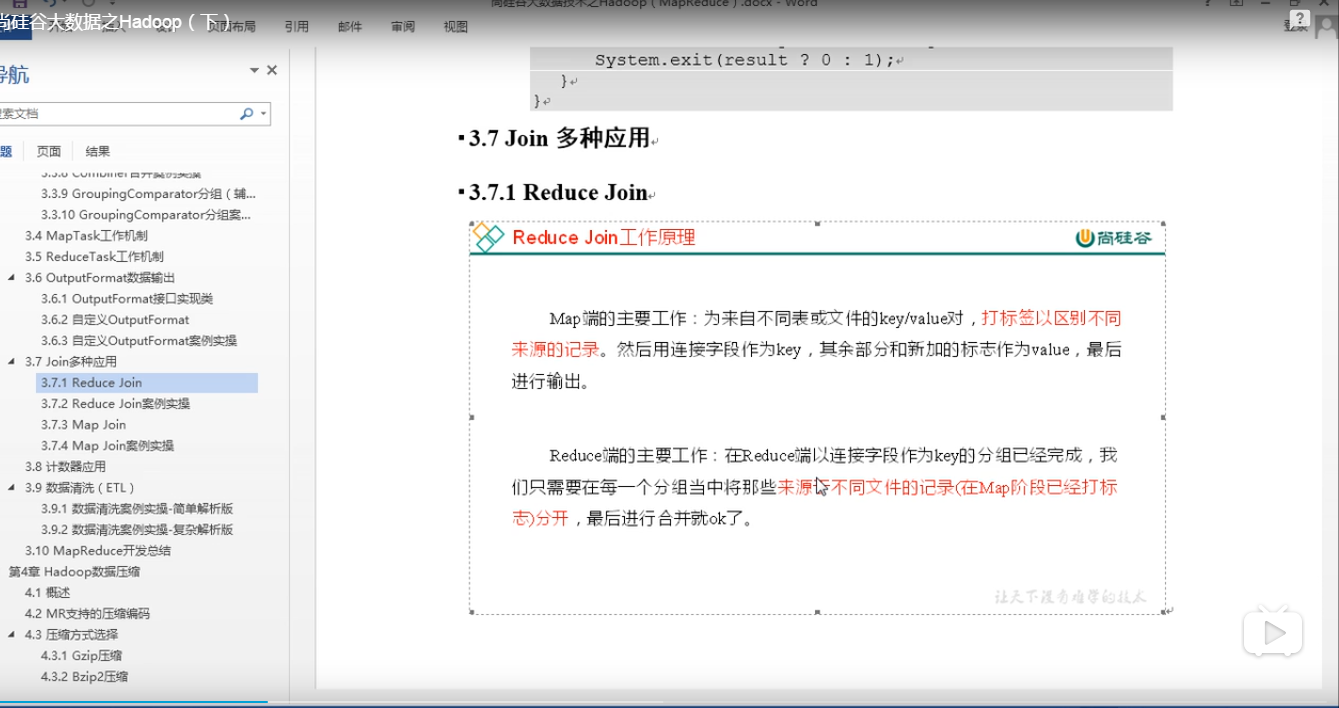 尚硅谷大数据之Hadoop（下）
页面布局
引用
邮件
审阅
视图
登录
?
导航
搜索文档
题
页面
结果
3.3.8 Combiner合并案例实操
3.3.9 GroupingComparator分组（辅...
3.3.10 GroupingComparator分组案...
3.4 MapTask工作机制
3.5 ReduceTask工作机制
3.6 OutputFormat数据输出
3.6.1 OutputFormat接口实现类
3.6.2 自定义OutputFormat
3.6.3 自定义OutputFormat案例实操
3.7 Join多种应用
3.7.1 Reduce Join
3.7.2 Reduce Join案例实操
3.7.3 Map Join
3.7.4 Map Join案例实操
3.8 计数器应用
3.9 数据清洗（ETL）
3.9.1 数据清洗案例实操-简单解析版
3.9.2 数据清洗案例实操-复杂解析版
3.10 MapReduce开发总结
第4章 Hadoop数据压缩
4.1 概述
4.2 MR支持的压缩编码
4.3 压缩方式选择
4.3.1 Gzip压缩
4.3.2 Bzip2压缩
System.exit(result ? 0 : 1);
}
}
3.7 Join 多种应用
3.7.1 Reduce Join
Reduce Join工作原理
尚硅谷
Map端的主要工作：为来自不同表或文件的key/value对，打标签以区别不同
来源的记录。然后用连接字段作为key，其余部分和新加的标志作为value，最后
进行输出。
Reduce端的主要工作：在Reduce端以连接字段作为key的分组已经完成，我
们只需要在每一个分组当中将那些来源于不同文件的记录(在Map阶段已经打标
志)分开，最后进行合并就ok了。
让天下没有难学的技术